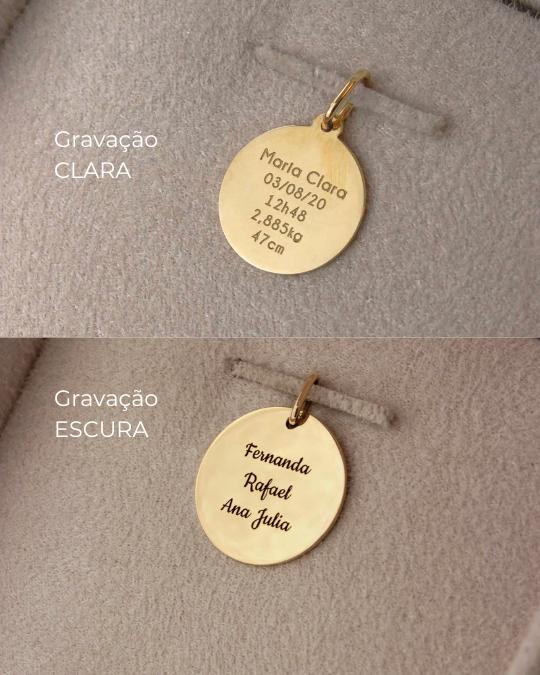 Gravação
CLARA
Maria Clara
03/08/20
12h48
2,885kg
47cm
Gravação
ESCURA
Fernanda
Rafael
Ana Julia